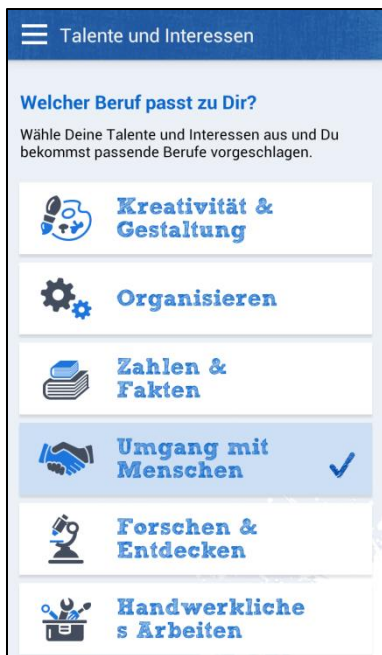 Talente und Interessen
Welcher Beruf passt zu Dir?
Wähle Deine Talente und Interessen aus und Du
bekommst passende Berufe vorgeschlagen.
Kreativität &
Gestaltung
Organisieren
Zahlen &
Fakten
Umgang mit
Menschen
Forschen &
Entdecken
Handwerkliche
s Arbeiten